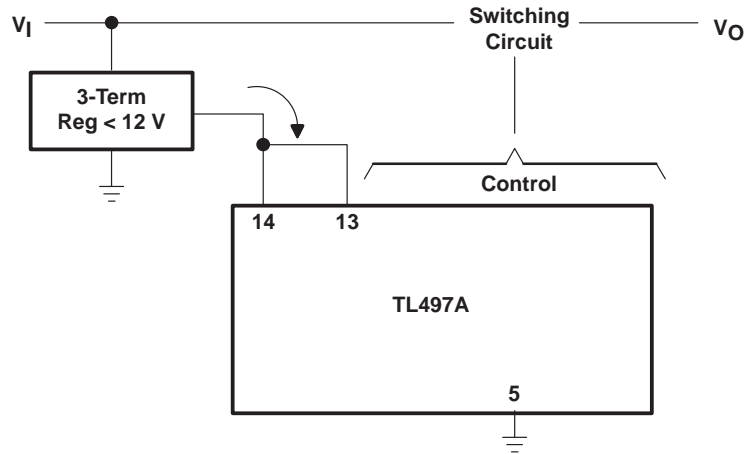 Switching
Circuit
VI
VO
3-Term
Reg < 12 V
Control
14
13
TL497A
5